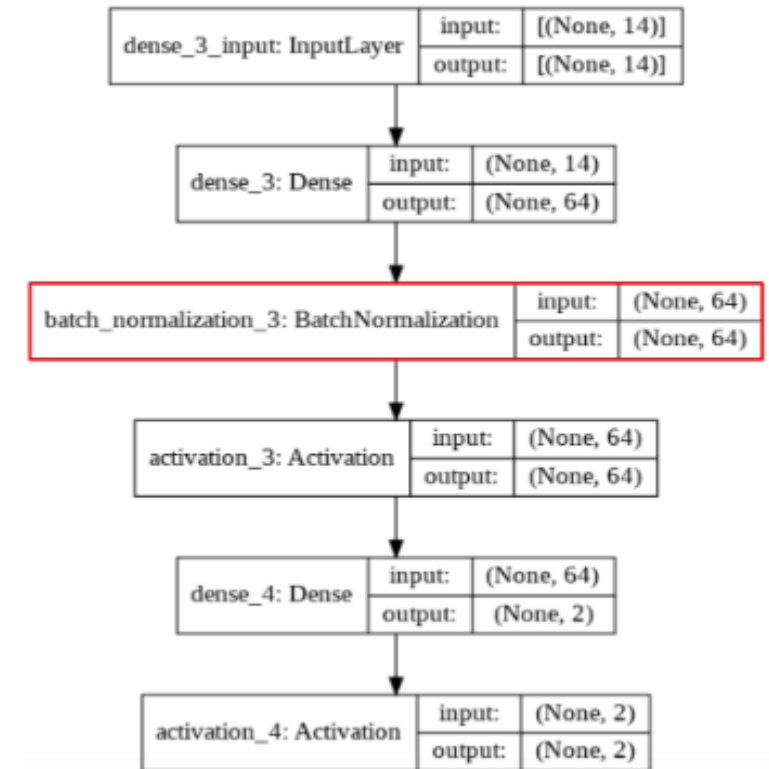 dense_3_input: InputLayer
input: [(None, 14)]
output: [(None, 14)]
dense_3: Dense
input: (None, 14)
output: (None, 64)
batch_normalization_3: BatchNormalization
input: (None, 64)
output: (None, 64)
activation_3: Activation
input: (None, 64)
output: (None, 64)
dense_4: Dense
input: (None, 64)
output: (None, 2)
activation_4: Activation
input: (None, 2)
output: (None, 2)